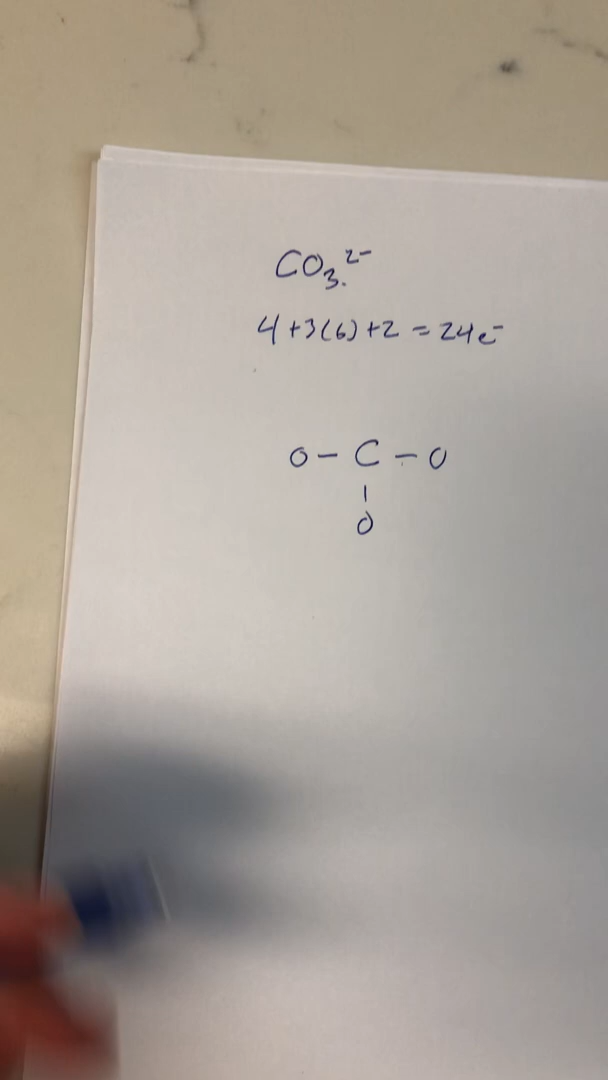 CO₃.²⁻
4+3(6)+2 = 24e⁻
O – C – O
|
O